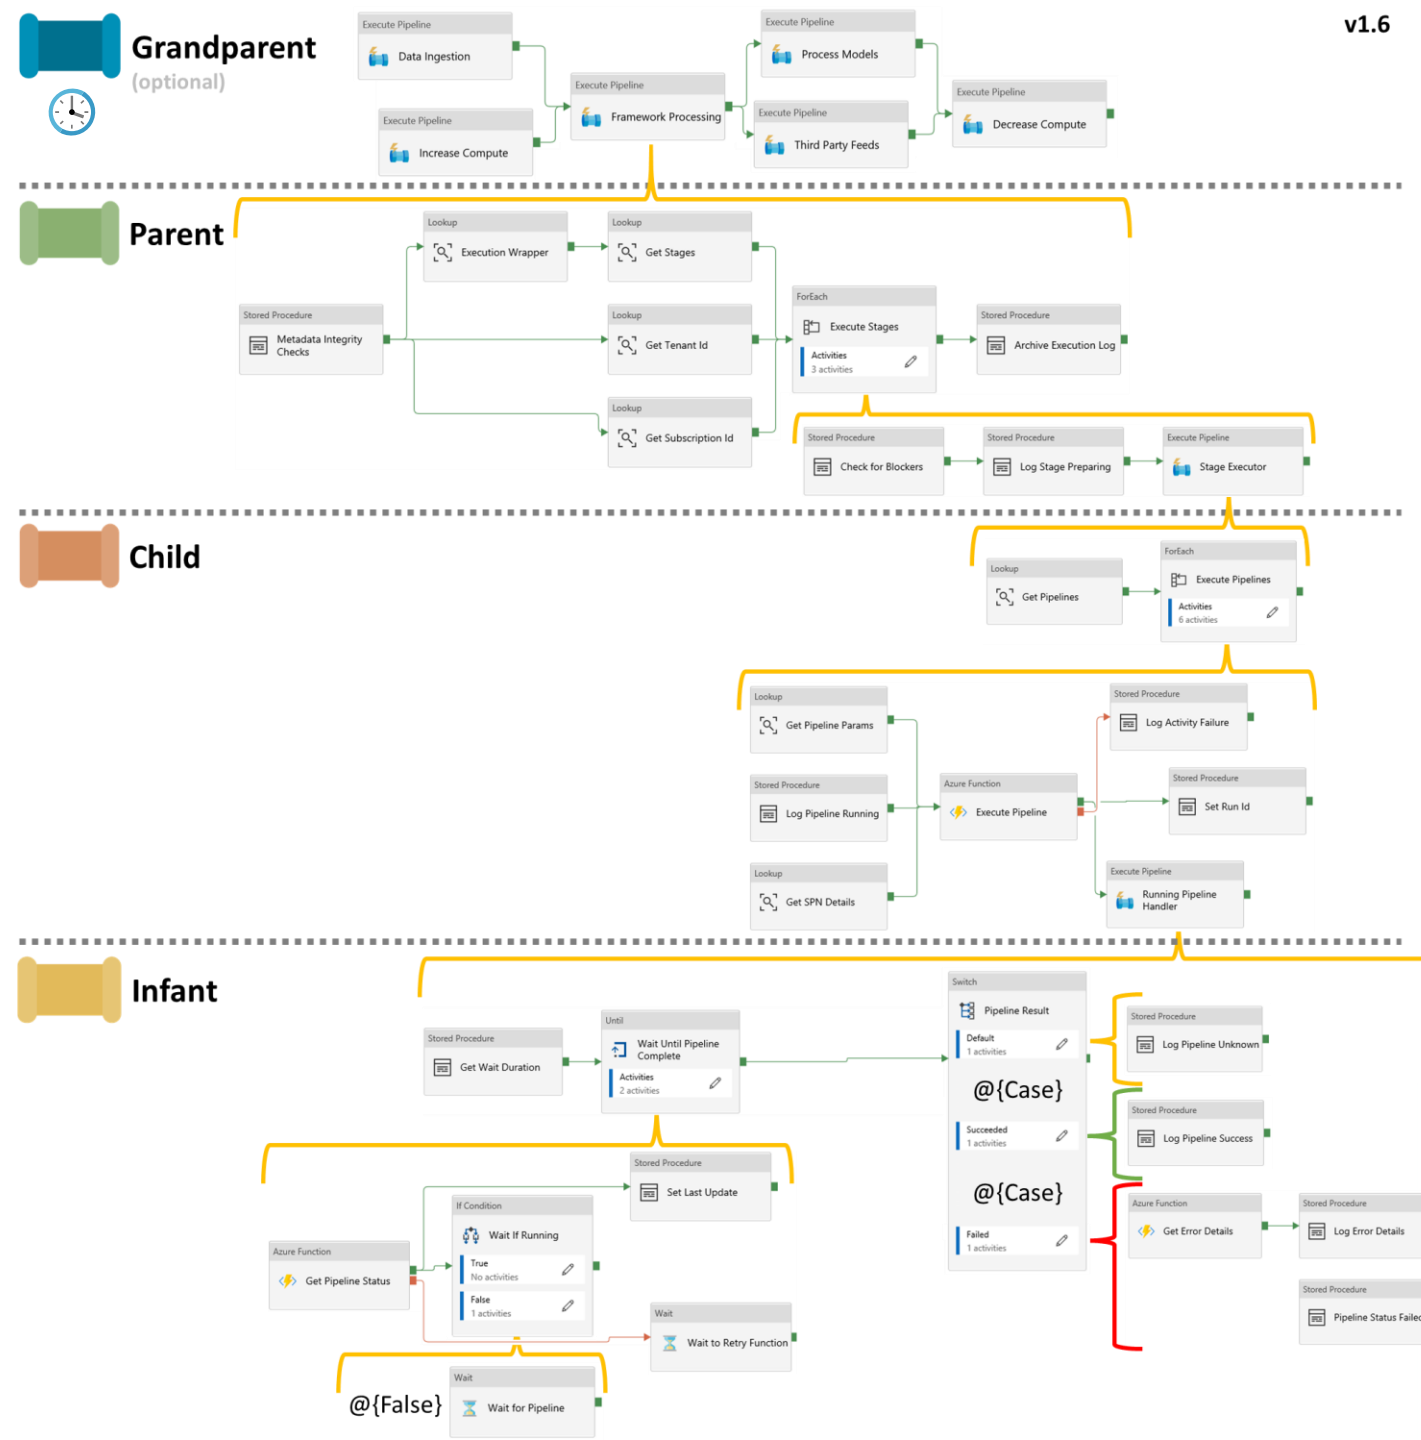 v1.6
Grandparent
(optional)
Execute Pipeline
Data Ingestion
Execute Pipeline
Increase Compute
Execute Pipeline
Framework Processing
Execute Pipeline
Process Models
Execute Pipeline
Third Party Feeds
Execute Pipeline
Decrease Compute
Parent
Stored Procedure
Metadata Integrity
Checks
Lookup
Execution Wrapper
Lookup
Get Stages
Lookup
Get Tenant Id
Lookup
Get Subscription Id
ForEach
Execute Stages
Activities
3 activities
Stored Procedure
Archive Execution Log
Stored Procedure
Check for Blockers
Stored Procedure
Log Stage Preparing
Execute Pipeline
Stage Executor
Child
Lookup
Get Pipelines
ForEach
Execute Pipelines
Activities
6 activities
Lookup
Get Pipeline Params
Stored Procedure
Log Pipeline Running
Lookup
Get SPN Details
Azure Function
Execute Pipeline
Stored Procedure
Log Activity Failure
Stored Procedure
Set Run Id
Execute Pipeline
Running Pipeline
Handler
Infant
Stored Procedure
Get Wait Duration
Until
Wait Until Pipeline
Complete
Activities
2 activities
Switch
Pipeline Result
Default
1 activities
@{Case}
Succeeded
1 activities
@{Case}
Failed
1 activities
Stored Procedure
Log Pipeline Unknown
Stored Procedure
Log Pipeline Success
Azure Function
Get Error Details
Stored Procedure
Log Error Details
Stored Procedure
Pipeline Status Failed
Azure Function
Get Pipeline Status
If Condition
Wait If Running
True
No activities
False
1 activities
Stored Procedure
Set Last Update
Wait
Wait to Retry Function
@{False}
Wait
Wait for Pipeline